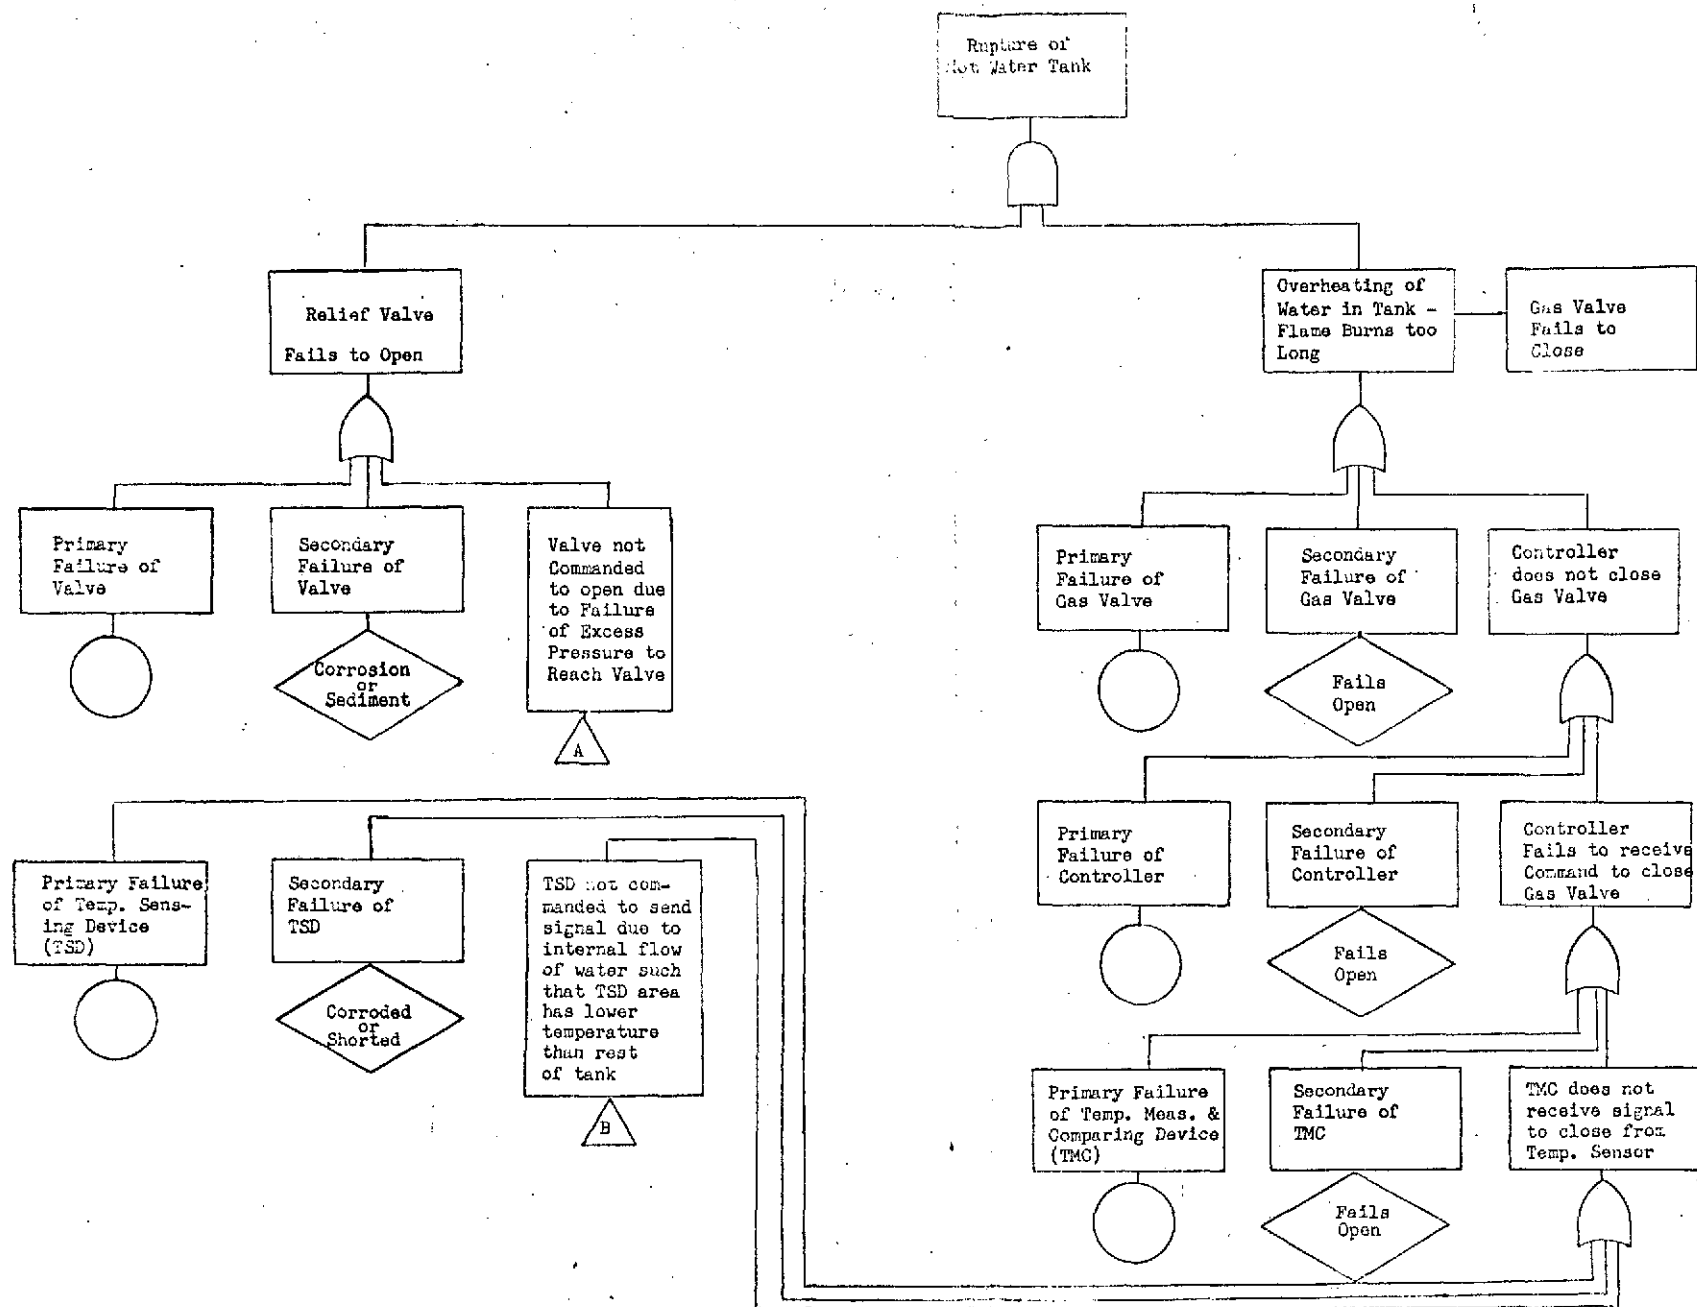 Rupture of
Hot Water Tank
Relief Valve
Fails to Open
Overheating of
Water in Tank -
Flame Burns too
Long
Gas Valve
Fails to
Close
Primary
Failure of
Valve
Secondary
Failure of
Valve
Valve not
Commanded
to open due
to Failure
of Excess
Pressure to
Reach Valve
Primary
Failure of
Gas Valve
Secondary
Failure of
Gas Valve
Controller
does not close
Gas Valve
Corrosion
or
Sediment
A
Fails
Open
Primary
Failure of
Controller
Secondary
Failure of
Controller
Controller
Fails to receive
Command to close
Gas Valve
Primary Failure
of Temp. Sens-
ing Device
(TSD)
Secondary
Failure of
TSD
TSD not com-
manded to send
signal due to
internal flow
of water such
that TSD area
has lower
temperature
than rest
of tank
Fails
Open
Corroded
or
Shorted
B
Primary Failure
of Temp. Meas. &
Comparing Device
(TMC)
Secondary
Failure of
TMC
TMC does not
receive signal
to close from
Temp. Sensor
Fails
Open